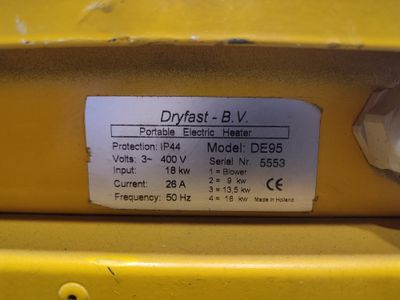 Dryfast - B.V.
Portable Electric Heater
Protection: IP44 Model: DE95
Volts: 3~ 400 V Serial Nr. 5553
Input: 18 kw 1 = Blower
2 = 9 kw
Current: 26 A 3 = 13,5 kw CE
Frequency: 50 Hz 4 = 18 kw Made in Holland